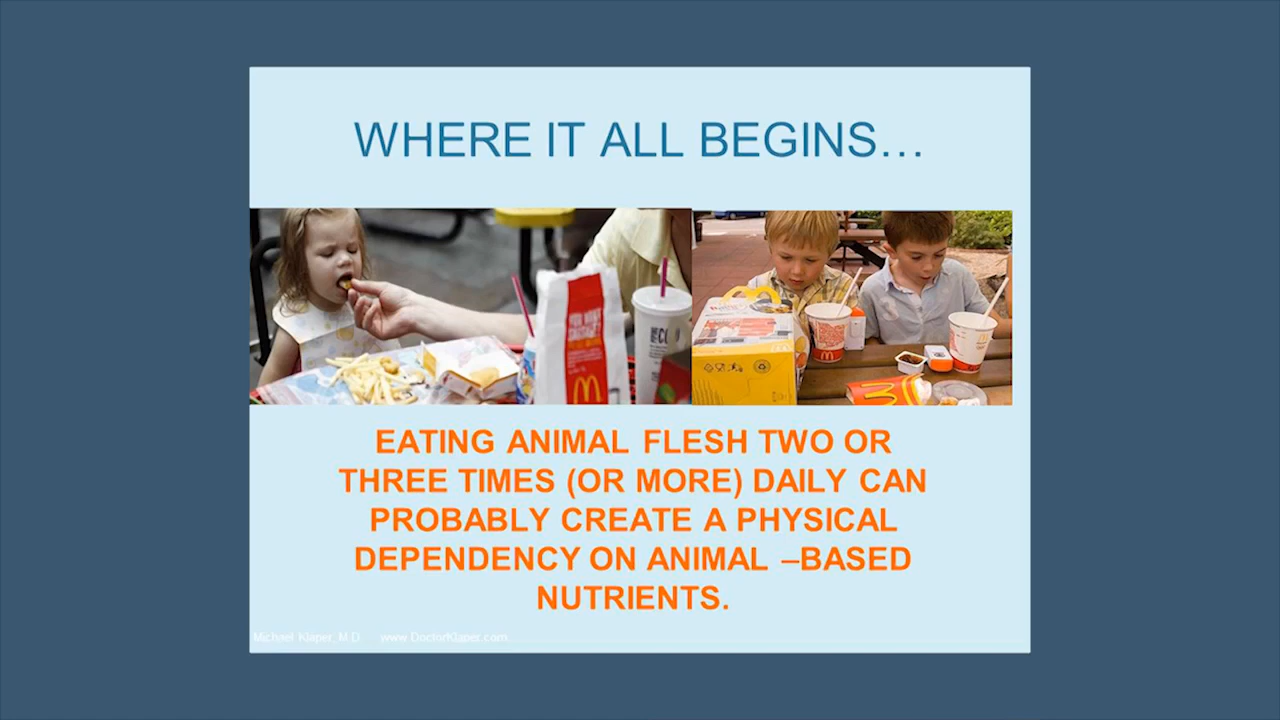 WHERE IT ALL BEGINS…
EATING ANIMAL FLESH TWO OR
THREE TIMES (OR MORE) DAILY CAN
PROBABLY CREATE A PHYSICAL
DEPENDENCY ON ANIMAL –BASED
NUTRIENTS.
Michael Klaper, M.D. www.DoctorKlaper.com